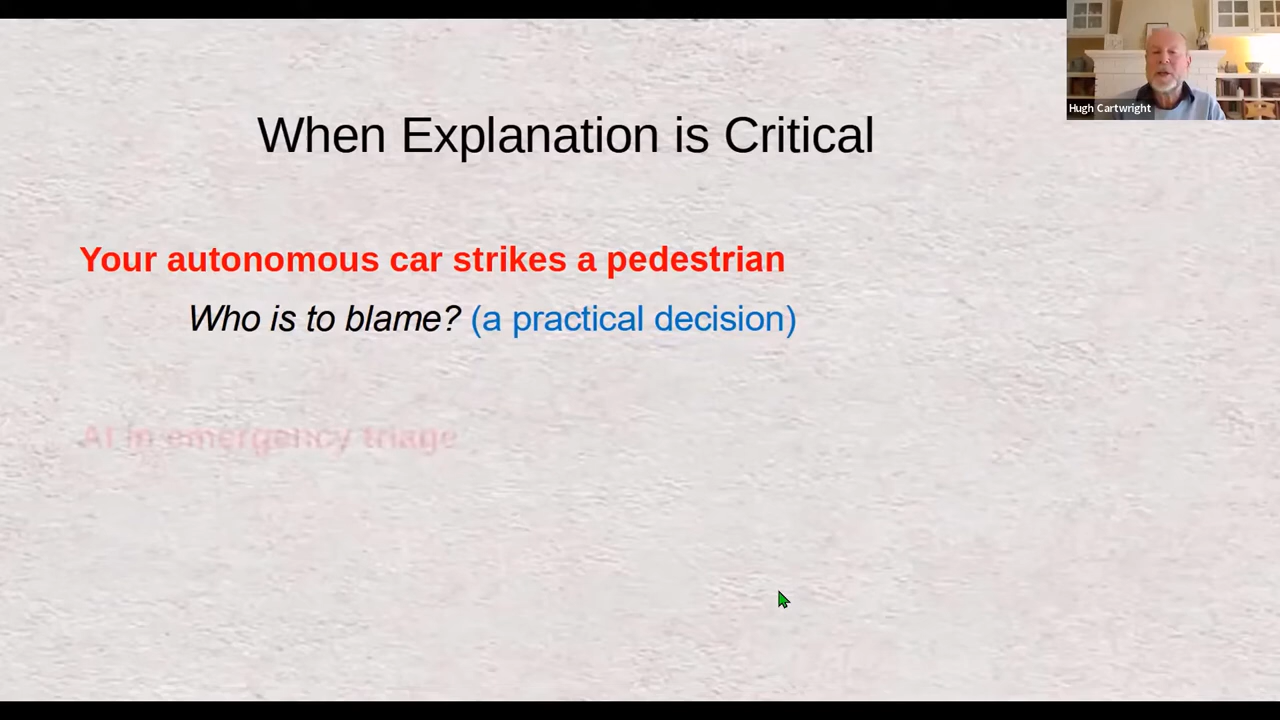 Hugh Cartwright
When Explanation is Critical
Your autonomous car strikes a pedestrian
Who is to blame? (a practical decision)
AI in emergency triage